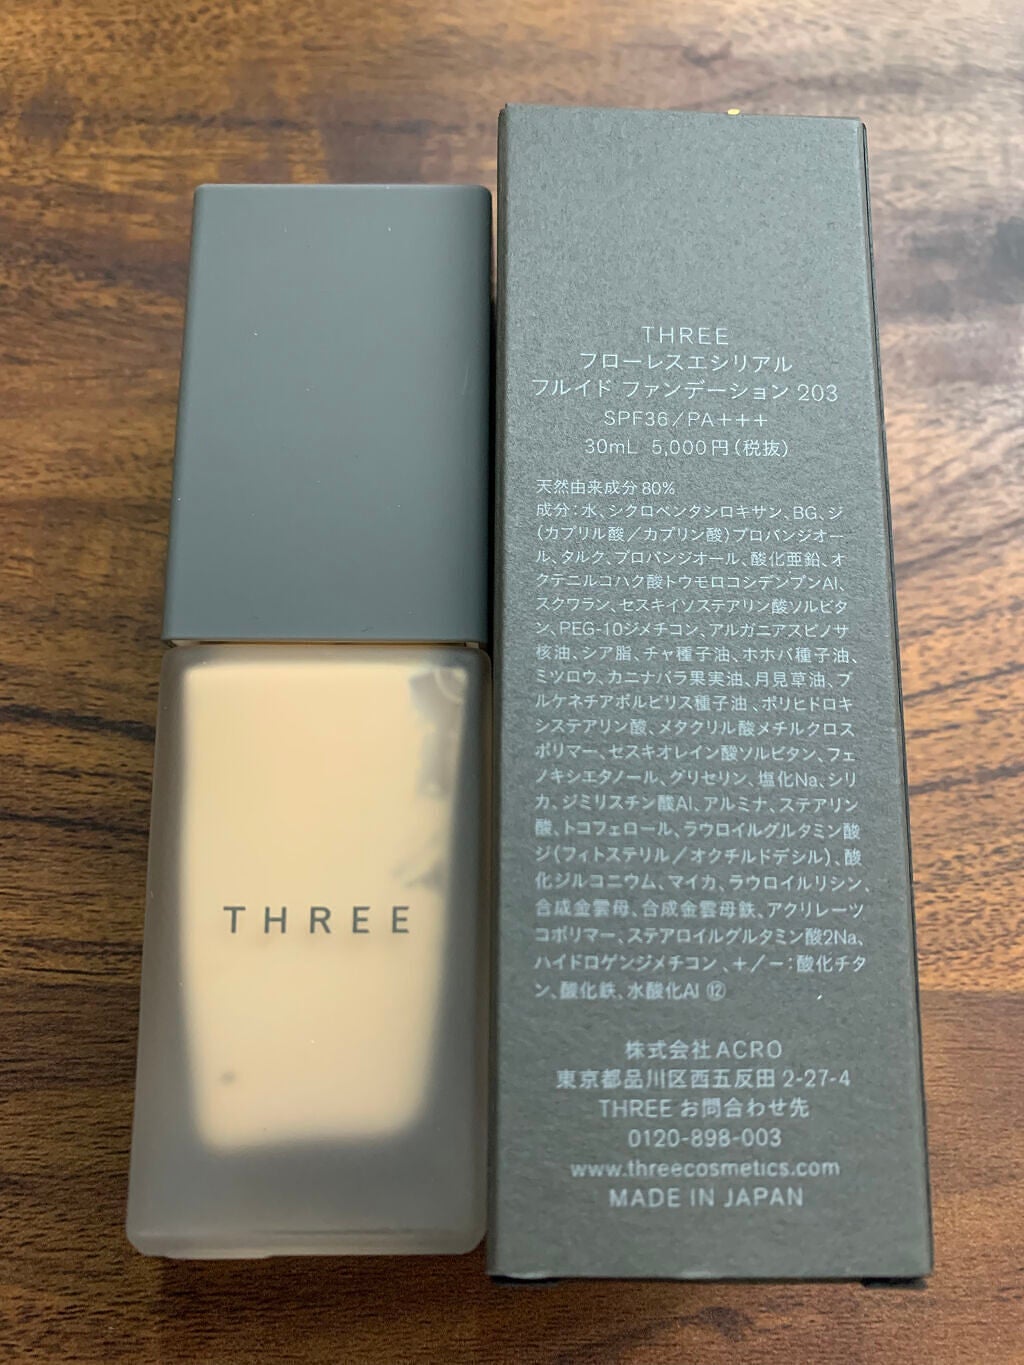 THREE
THREE
フローレスエシリアル
フルイド ファンデーション 203
SPF36/PA+++
30mL 5,000円(税抜)
天然由来成分80%
成分:水、シクロペンタシロキサン、BG、ジ
(カプリル酸/カプリン酸)プロパンジオー
ル、タルク、プロパンジオール、酸化亜鉛、オ
クテニルコハク酸トウモロコシデンプンAl、
スクワラン、セスキイソステアリン酸ソルビタ
ン、PEG-10ジメチコン、アルガニアスピノサ
核油、シア脂、チャ種子油、ホホバ種子油、
ミツロウ、カニナバラ果実油、月見草油、プ
ルケネチアボルビリス種子油、ポリヒドロキ
システアリン酸、メタクリル酸メチルクロス
ポリマー、セスキオレイン酸ソルビタン、フェ
ノキシエタノール、グリセリン、塩化Na、シリ
カ、ジミリスチン酸Al、アルミナ、ステアリン
酸、トコフェロール、ラウロイルグルタミン酸
ジ(フィトステリル/オクチルドデシル)、酸
化ジルコニウム、マイカ、ラウロイルリシン、
合成金雲母、合成金雲母鉄、アクリレーツ
コポリマー、ステアロイルグルタミン酸2Na、
ハイドロゲンジメチコン、+/-:酸化チタ
ン、酸化鉄、水酸化Al ⑫
株式会社ACRO
東京都品川区西五反田 2-27-4
THREE お問合わせ先
0120-898-003
www.threecosmetics.com
MADE IN JAPAN